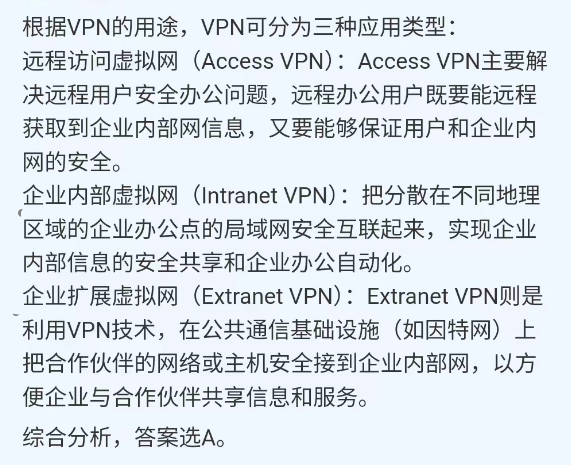 根据VPN的用途，VPN可分为三种应用类型：
远程访问虚拟网（Access VPN）：Access VPN主要解
决远程用户安全办公问题，远程办公用户既要能远程
获取到企业内部网信息，又要能够保证用户和企业内
网的安全。
企业内部虚拟网（Intranet VPN）：把分散在不同地理
区域的企业办公点的局域网安全互联起来，实现企业
内部信息的安全共享和企业办公自动化。
企业扩展虚拟网（Extranet VPN）：Extranet VPN则是
利用VPN技术，在公共通信基础设施（如因特网）上
把合作伙伴的网络或主机安全接到企业内部网，以方
便企业与合作伙伴共享信息和服务。
综合分析，答案选A。